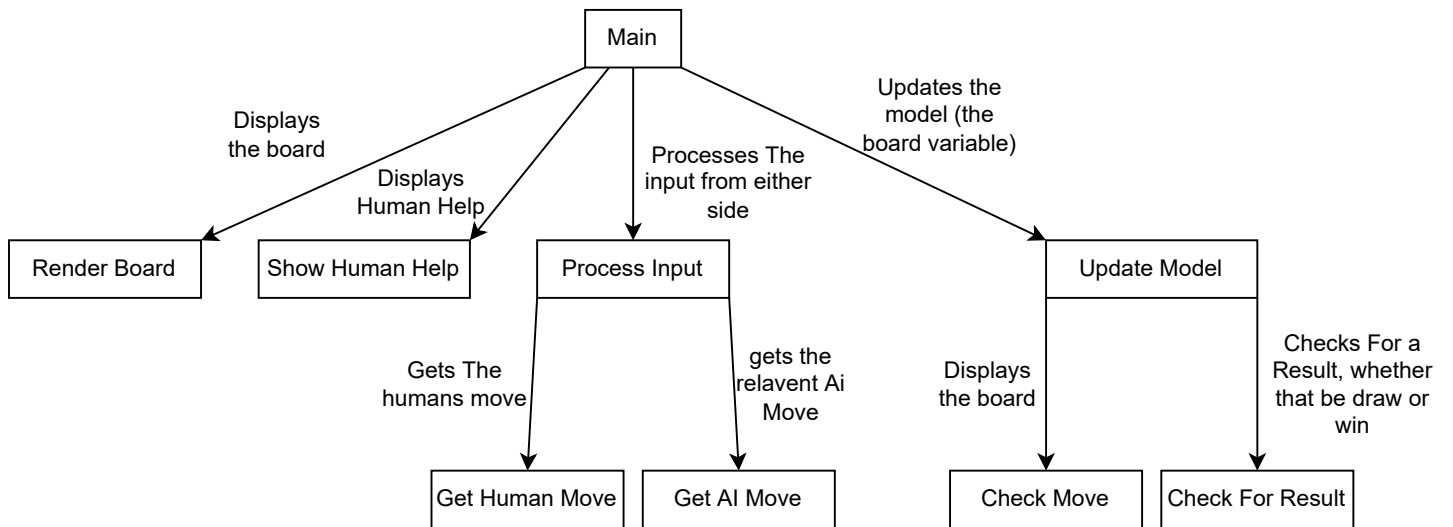 Main
Displays
the board
Displays
Human Help
Processes The
input from either
side
Updates the
model (the
board variable)
Render Board
Show Human Help
Process Input
Update Model
Gets The
humans move
gets the
relavent Ai
Move
Displays
the board
Checks For a
Result, whether
that be draw or
win
Get Human Move
Get AI Move
Check Move
Check For Result